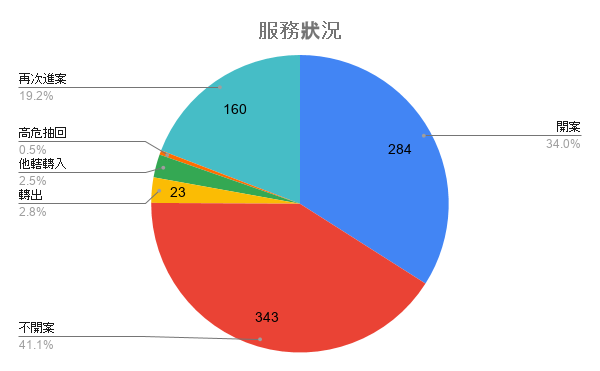 服務狀況
再次進案
19.2%
160
高危抽回
0.5%
他轄轉入
2.5%
轉出
2.8%
23
開案
34.0%
284
343
不開案
41.1%